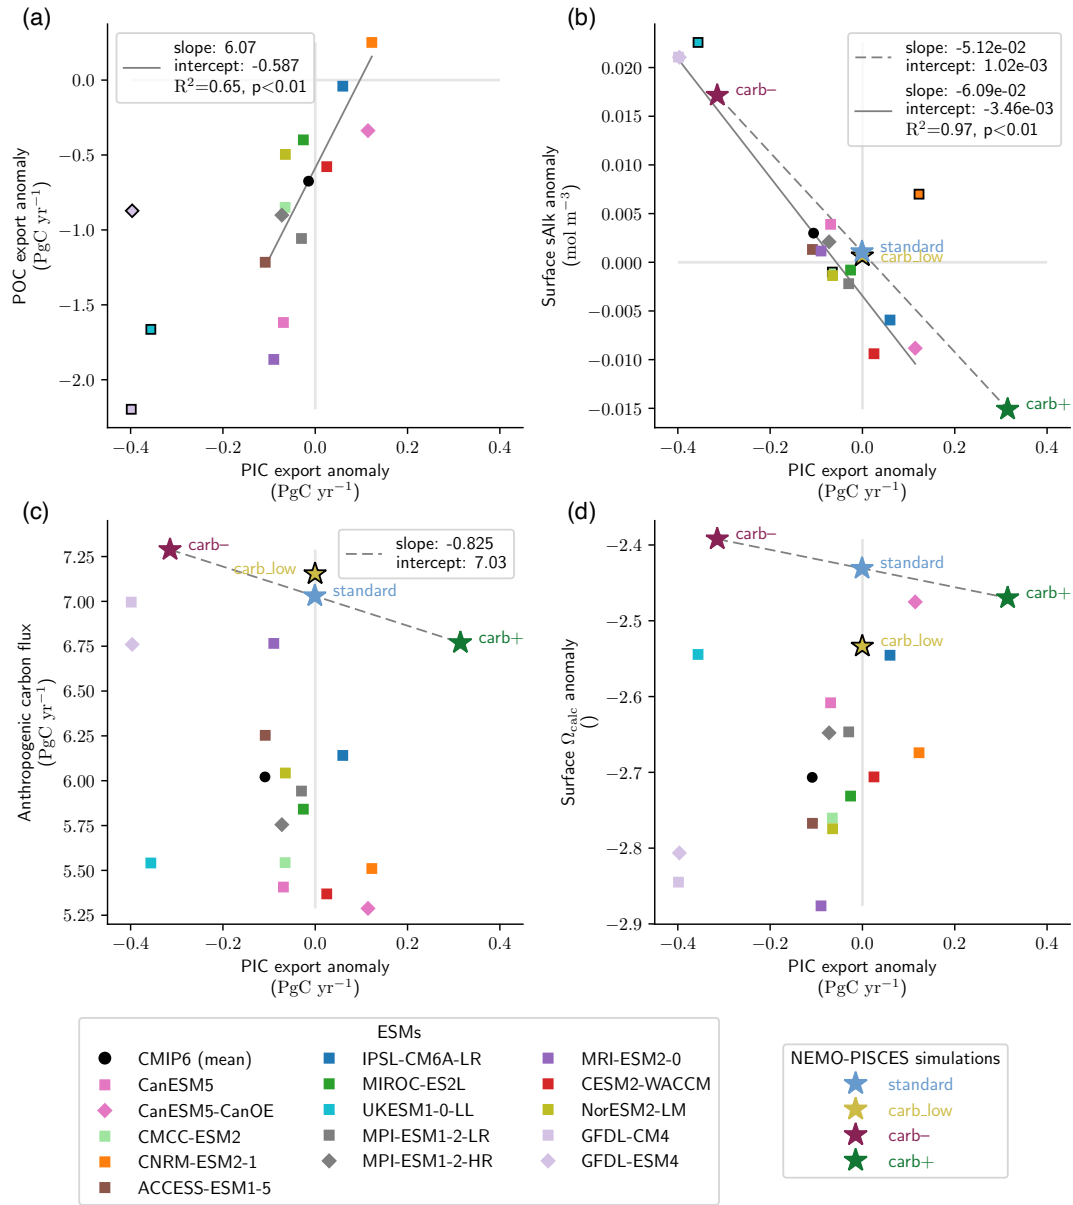 (a)
slope: 6.07
intercept: -0.587
R²=0.65, p<0.01
0.0
−0.5
−1.0
−1.5
−2.0
POC export anomaly
(PgC yr⁻¹)
−0.4
−0.2
0.0
0.2
0.4
PIC export anomaly
(PgC yr⁻¹)
(b)
slope: -5.12e-02
intercept: 1.02e-03
slope: -6.09e-02
intercept: -3.46e-03
R²=0.97, p<0.01
carb−
standard
carb_low
carb+
0.020
0.015
0.010
0.005
0.000
−0.005
−0.010
−0.015
Surface sAlk anomaly
(mol m⁻³)
−0.4
−0.2
0.0
0.2
0.4
PIC export anomaly
(PgC yr⁻¹)
(c)
slope: -0.825
intercept: 7.03
carb−
carb_low
standard
carb+
7.25
7.00
6.75
6.50
6.25
6.00
5.75
5.50
5.25
Anthropogenic carbon flux
(PgC yr⁻¹)
−0.4
−0.2
0.0
0.2
0.4
PIC export anomaly
(PgC yr⁻¹)
(d)
carb−
standard
carb+
carb_low
−2.4
−2.5
−2.6
−2.7
−2.8
−2.9
Surface Ωcalc anomaly
()
−0.4
−0.2
0.0
0.2
0.4
PIC export anomaly
(PgC yr⁻¹)
ESMs
CMIP6 (mean)
CanESM5
CanESM5-CanOE
CMCC-ESM2
CNRM-ESM2-1
ACCESS-ESM1-5
IPSL-CM6A-LR
MIROC-ES2L
UKESM1-0-LL
MPI-ESM1-2-LR
MPI-ESM1-2-HR
MRI-ESM2-0
CESM2-WACCM
NorESM2-LM
GFDL-CM4
GFDL-ESM4
NEMO-PISCES simulations
standard
carb_low
carb−
carb+